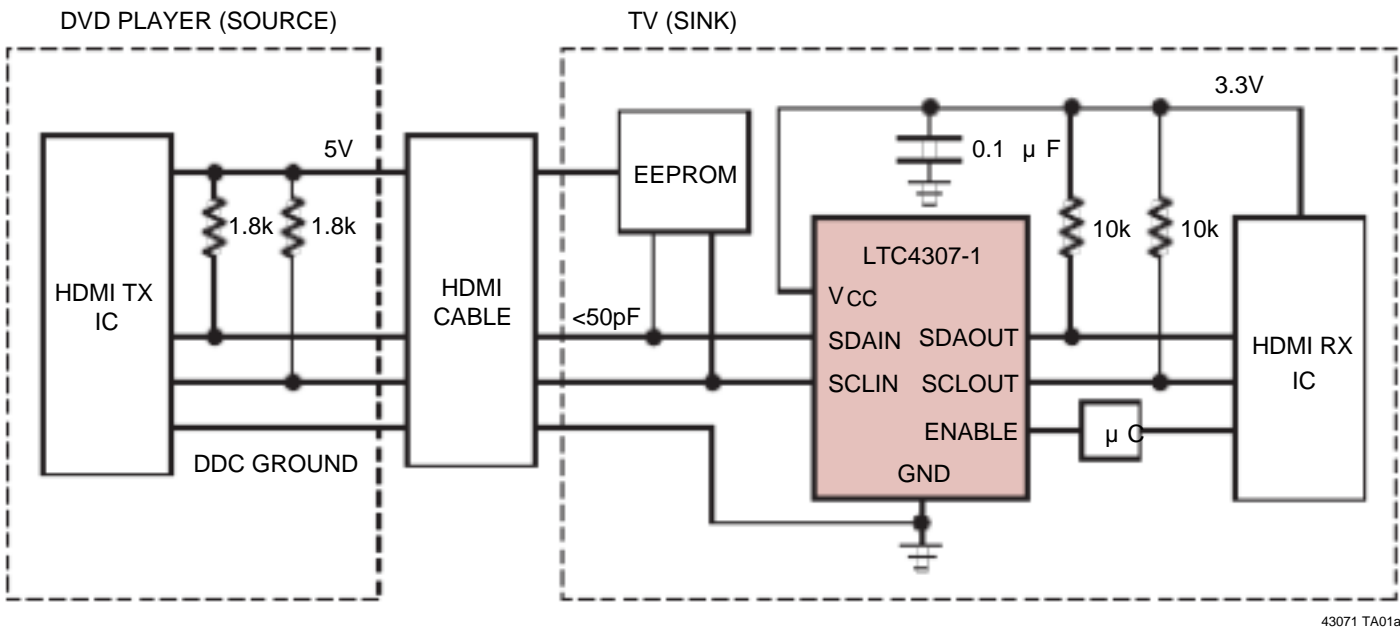 DVD PLAYER (SOURCE)
TV (SINK)
3.3V
5V
0.1 µ F
EEPROM
1.8k
1.8k
10k
10k
LTC4307-1
HDMI TX
IC
HDMI
CABLE
VCC
<50pF
SDAIN
SDAOUT
HDMI RX
IC
SCLIN
SCLOUT
ENABLE
µ C
DDC GROUND
GND
43071 TA01a